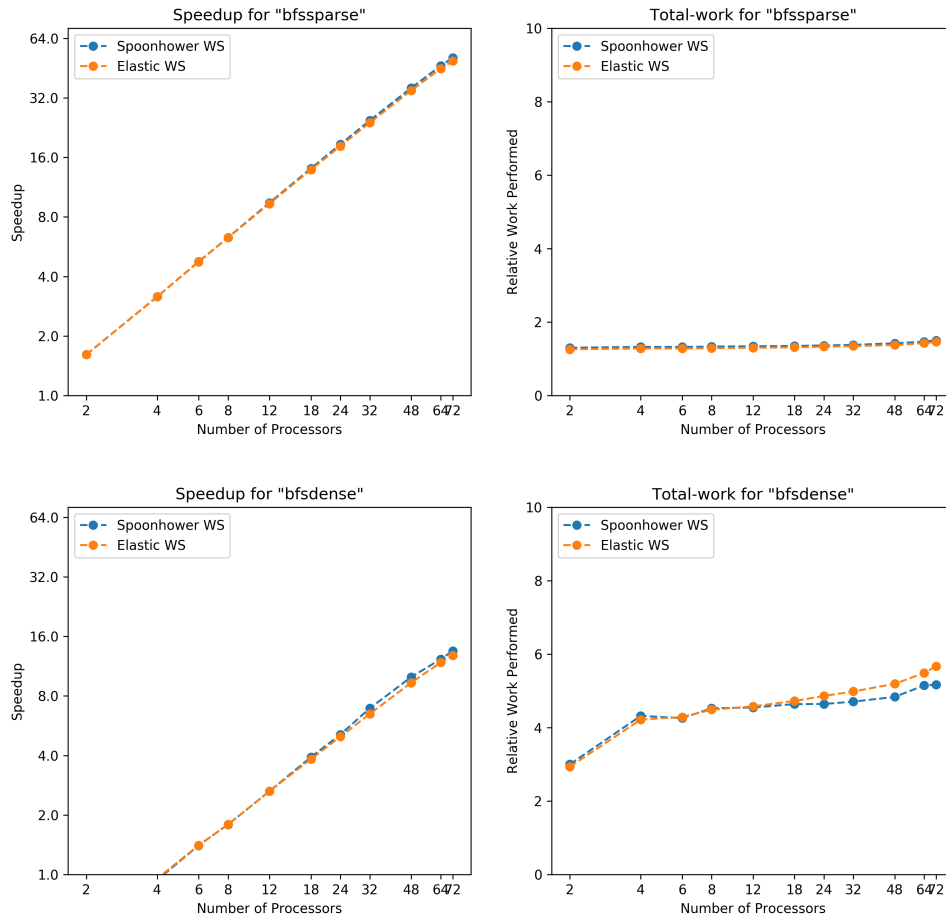 Speedup for "bfssparse"
64.0
32.0
16.0
8.0
4.0
2.0
1.0
Speedup
Spoonhower WS
Elastic WS
2 4 6 8 12 18 24 32 48 64 72
Number of Processors
Total-work for "bfssparse"
10
8
6
4
2
0
Relative Work Performed
Spoonhower WS
Elastic WS
2 4 6 8 12 18 24 32 48 64 72
Number of Processors
Speedup for "bfsdense"
64.0
32.0
16.0
8.0
4.0
2.0
1.0
Speedup
Spoonhower WS
Elastic WS
2 4 6 8 12 18 24 32 48 64 72
Number of Processors
Total-work for "bfsdense"
10
8
6
4
2
0
Relative Work Performed
Spoonhower WS
Elastic WS
2 4 6 8 12 18 24 32 48 64 72
Number of Processors